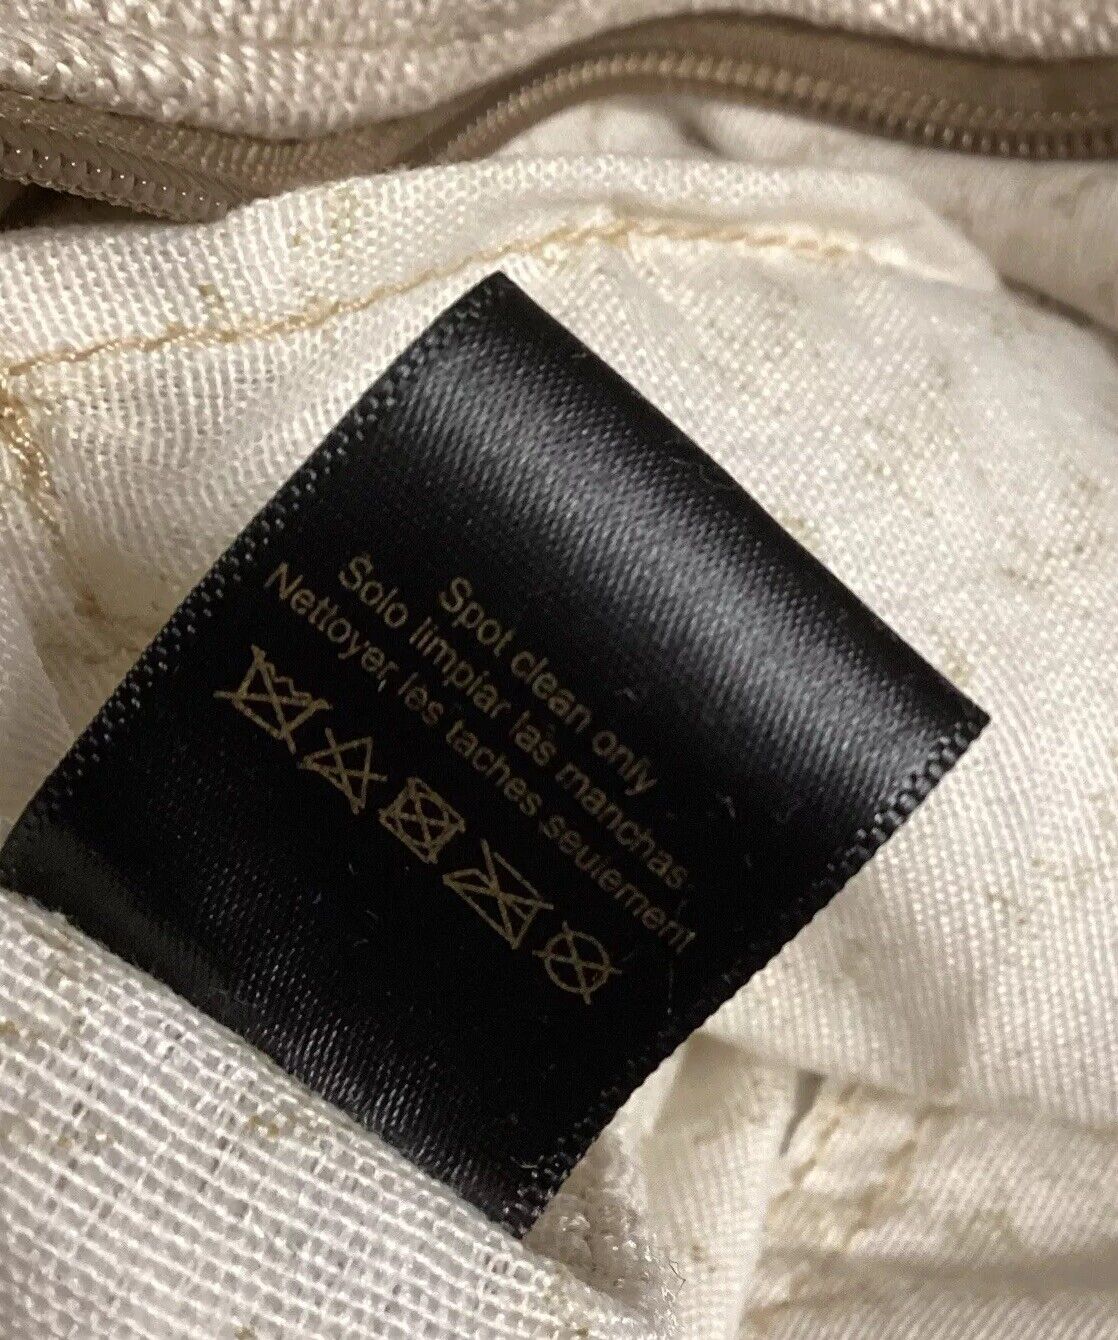 Spot clean only
Solo limpiar las manchas
Nettoyer les taches seulement